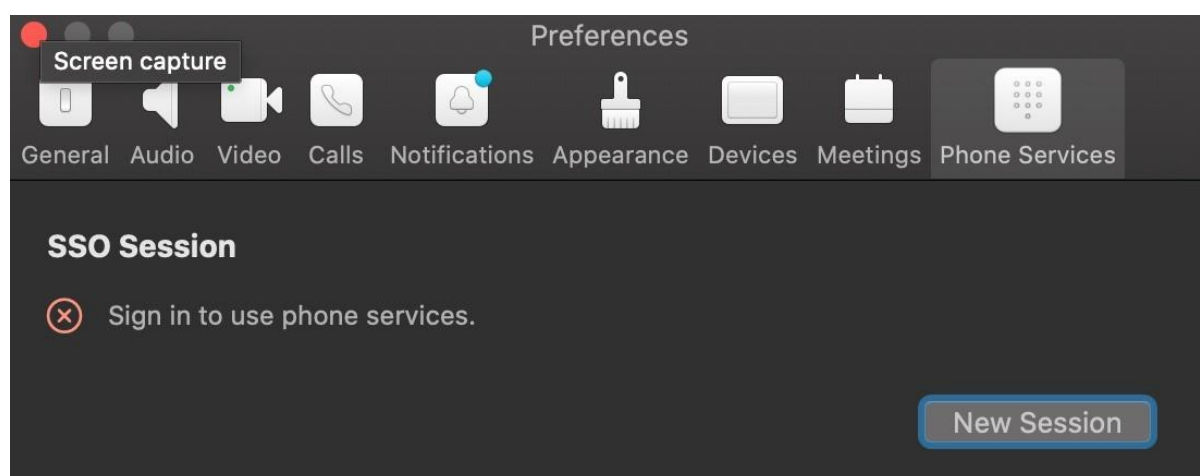 Preferences
Screen capture
General Audio Video Calls Notifications Appearance Devices Meetings Phone Services
SSO Session
Sign in to use phone services.
New Session